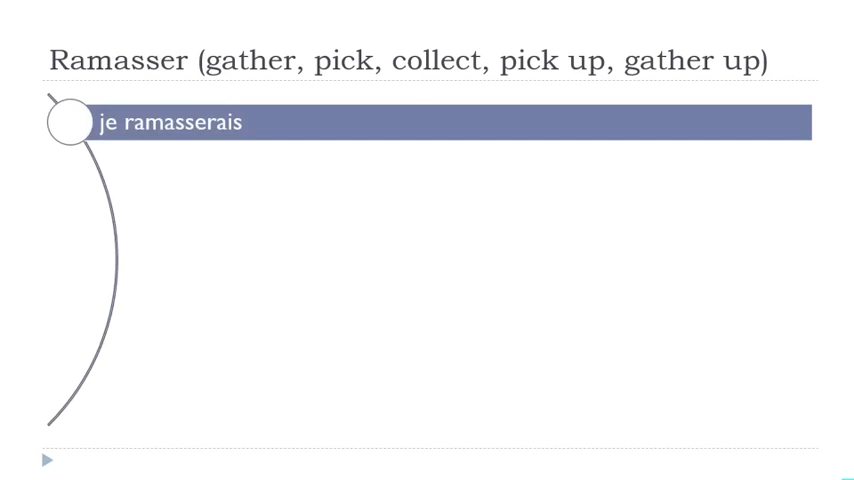 Ramasser (gather, pick, collect, pick up, gather up)
je ramasserais